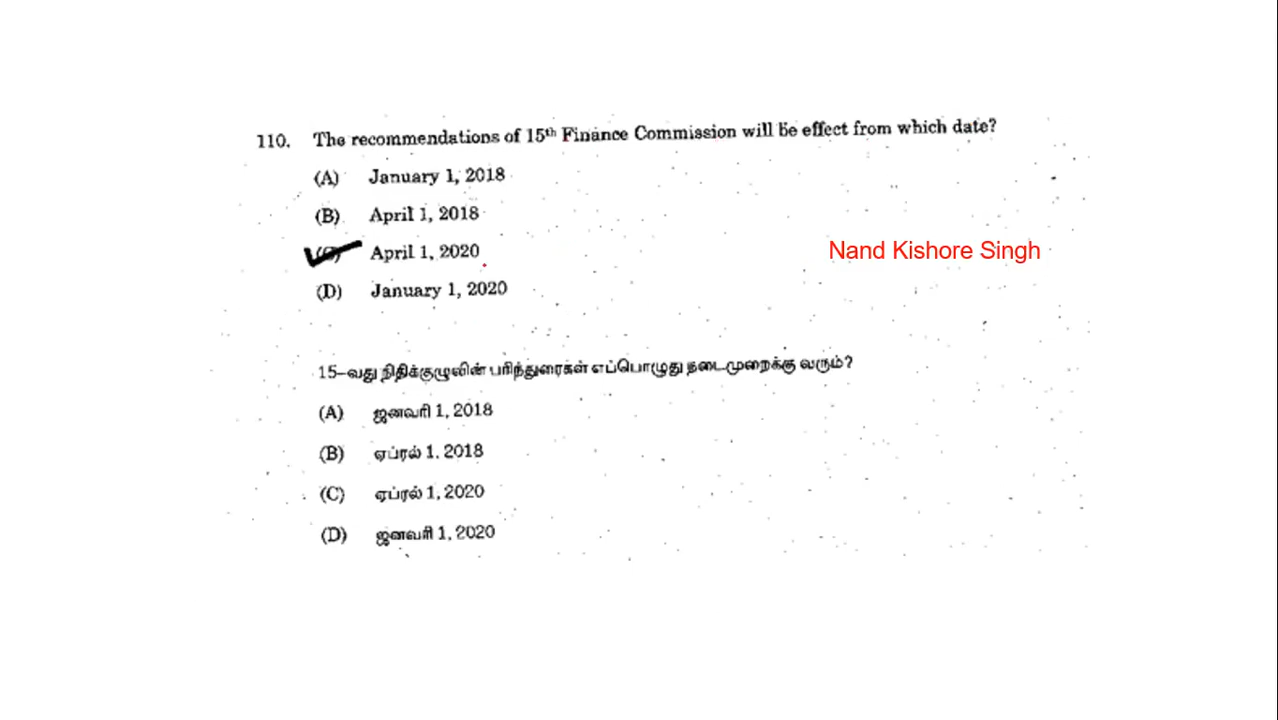 110. The recommendations of 15th Finance Commission will be effect from which date?
(A) January 1, 2018
(B) April 1, 2018
(C) April 1, 2020
Nand Kishore Singh
(D) January 1, 2020
15–வது நிதிக்குழுவின் பரிந்துரைகள் எப்பொழுது நடைமுறைக்கு வரும்?
(A) ஜனவரி 1, 2018
(B) ஏப்ரல் 1. 2018
(C) ஏப்ரல் 1, 2020
(D) ஜனவரி 1, 2020